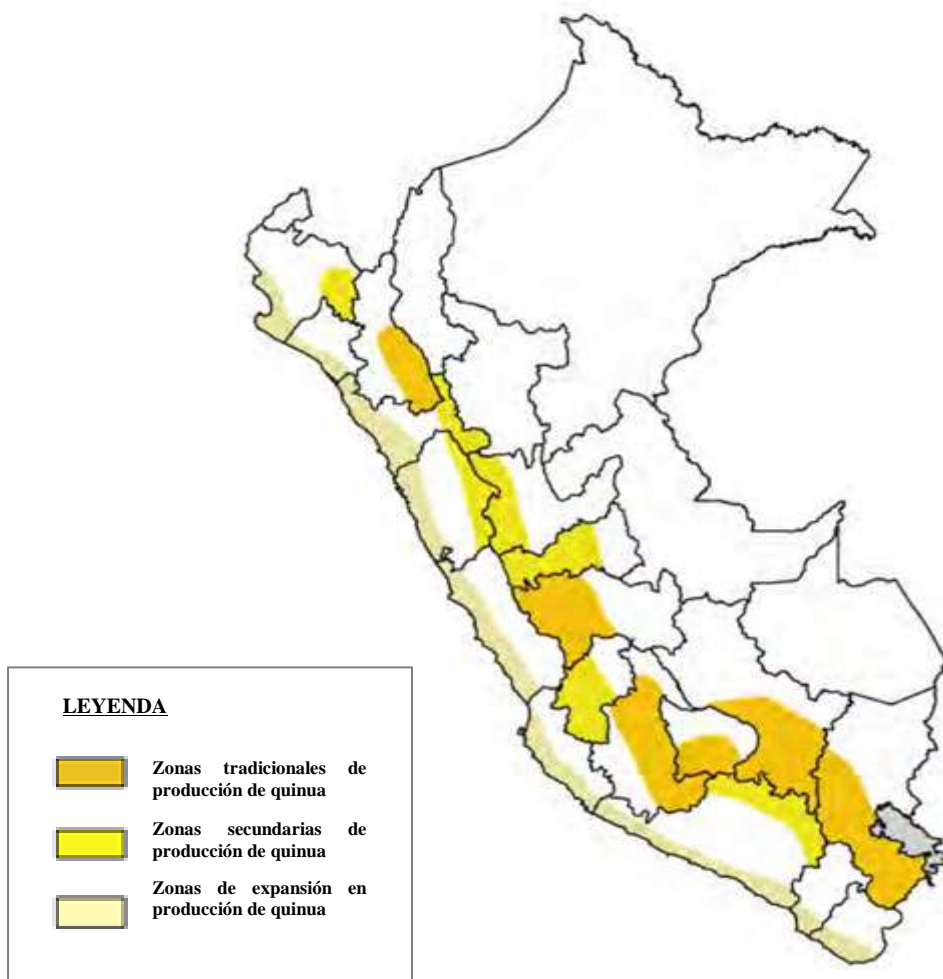 LEYENDA
Zonas tradicionales de
producción de quinua
Zonas secundarias de
producción de quinua
Zonas de expansión en
producción de quinua